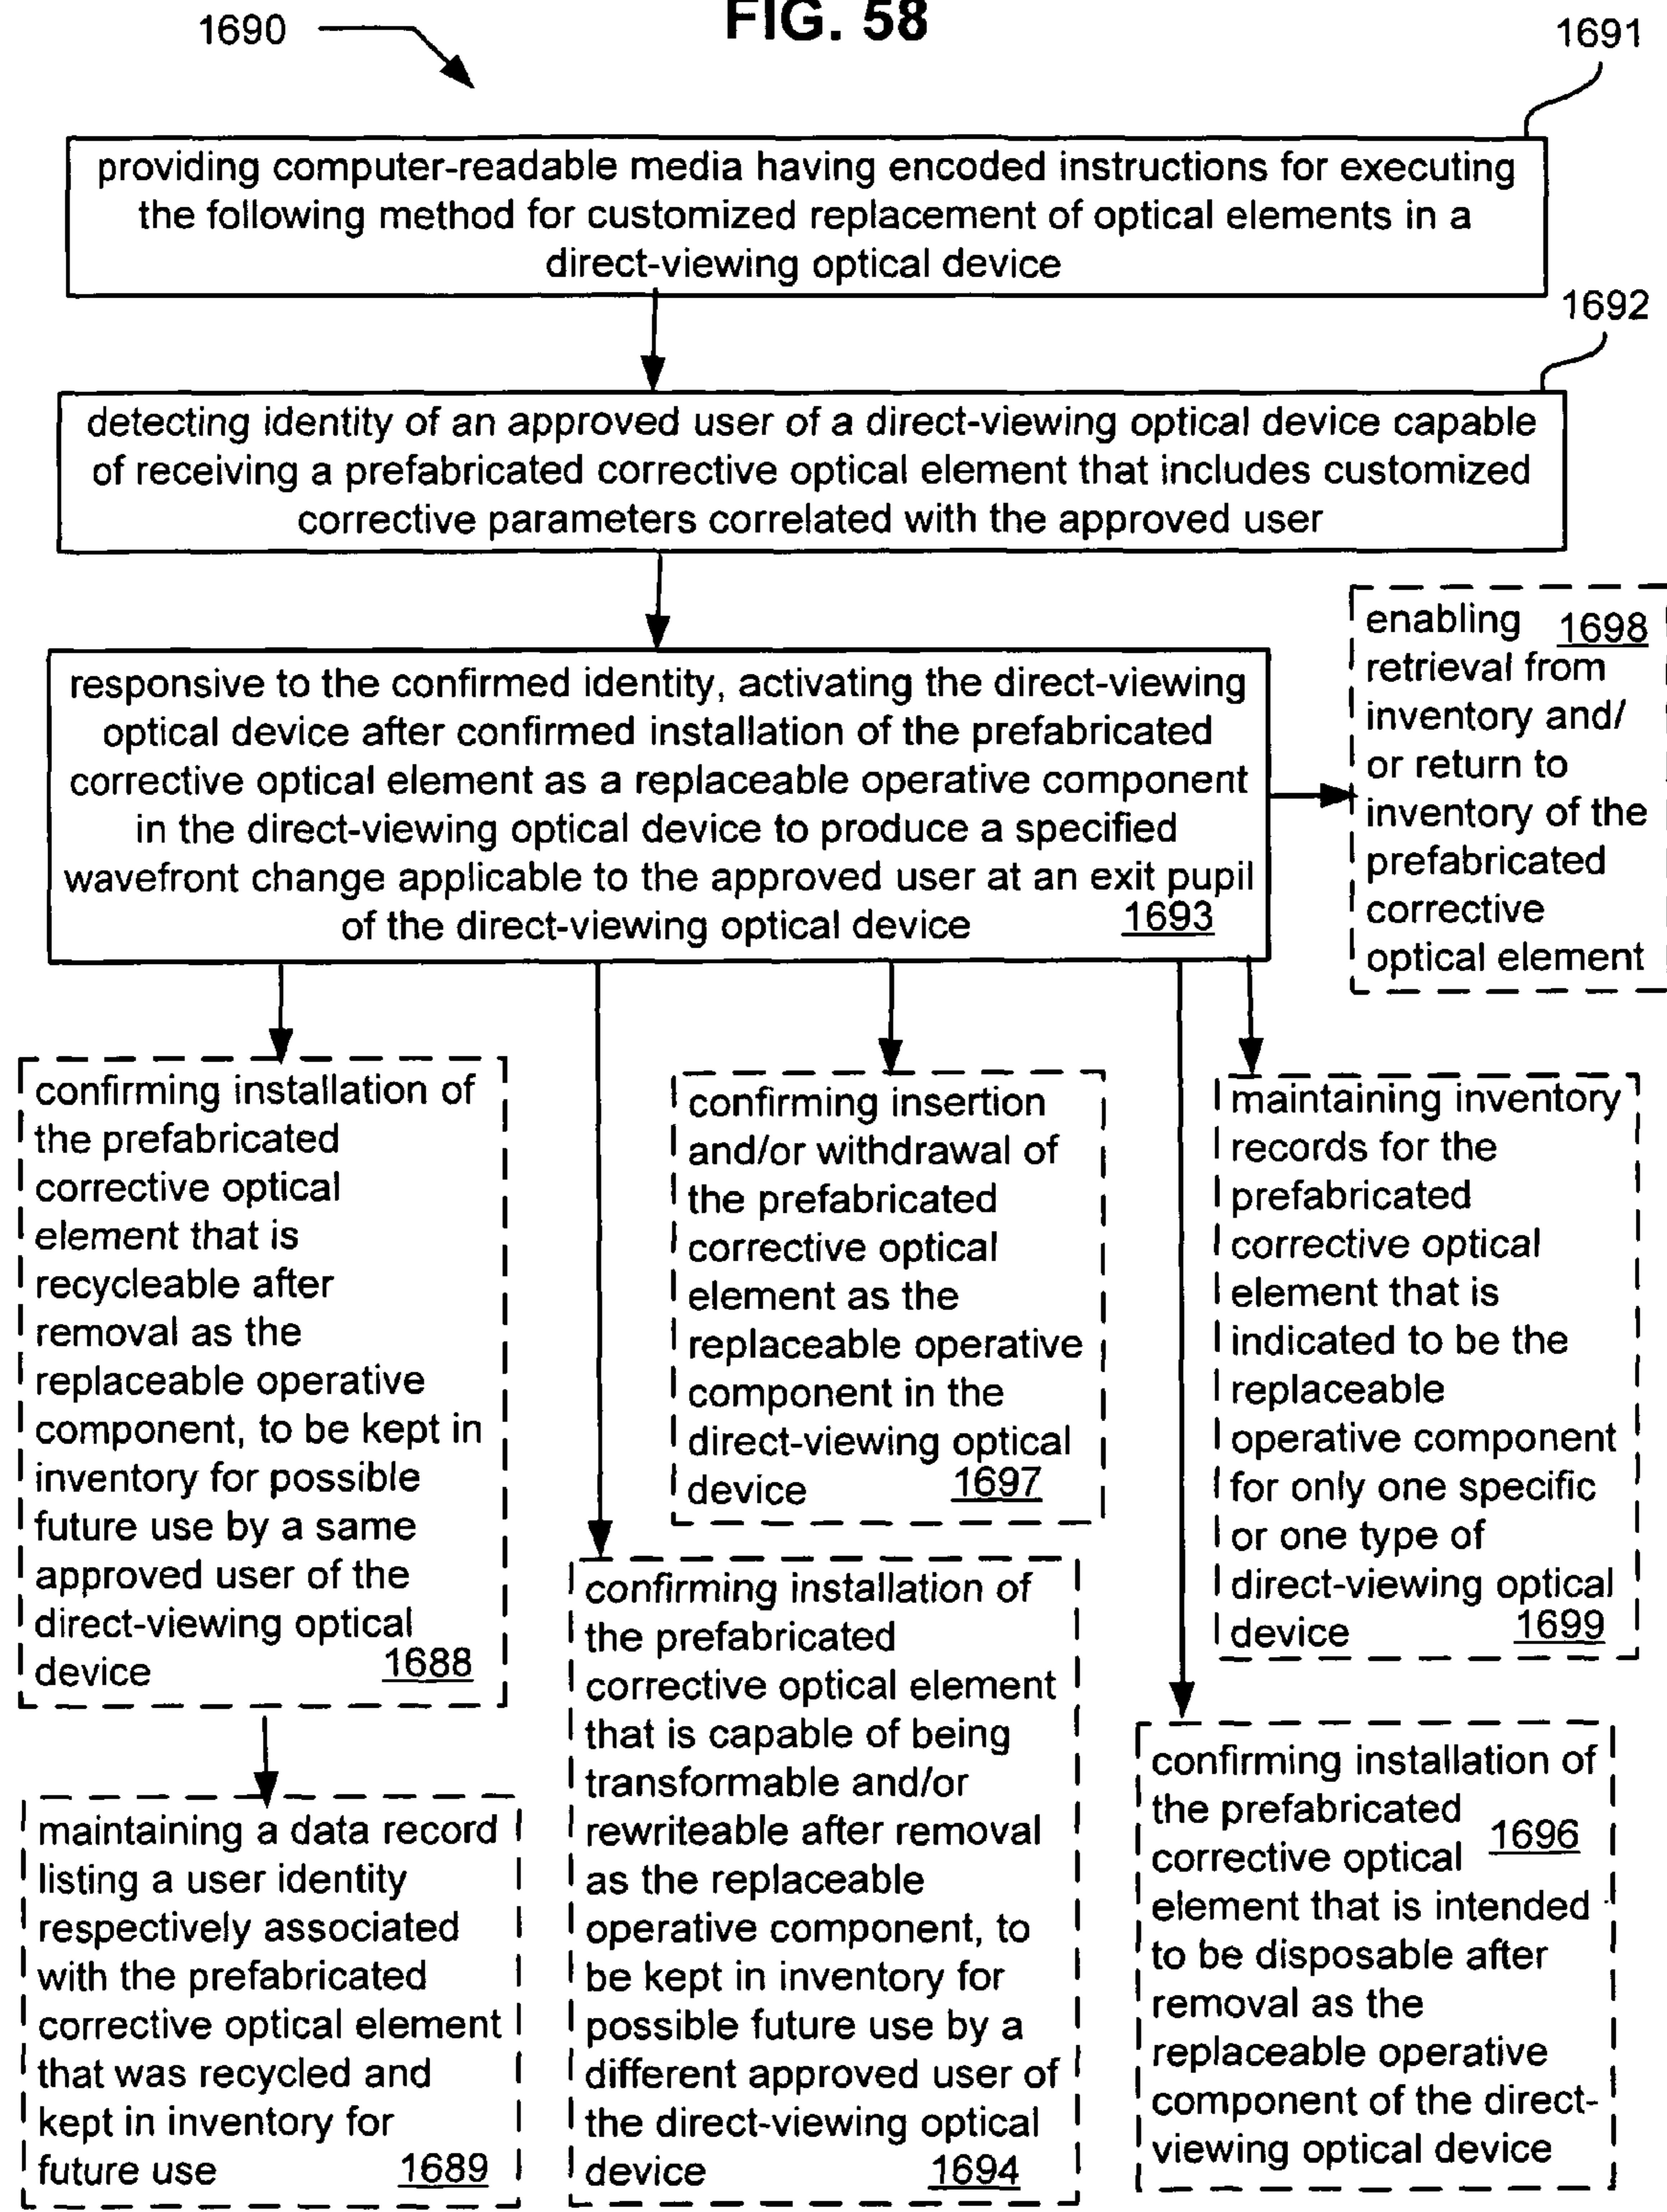 FIG. 58
1690
1691
providing computer-readable media having encoded instructions for executing
the following method for customized replacement of optical elements in a
direct-viewing optical device
1692
detecting identity of an approved user of a direct-viewing optical device capable
of receiving a prefabricated corrective optical element that includes customized
corrective parameters correlated with the approved user
responsive to the confirmed identity, activating the direct-viewing
optical device after confirmed installation of the prefabricated
corrective optical element as a replaceable operative component
in the direct-viewing optical device to produce a specified
wavefront change applicable to the approved user at an exit pupil
of the direct-viewing optical device 1693
enabling 1698
retrieval from
inventory and/
or return to
inventory of the
prefabricated
corrective
optical element
confirming installation of
the prefabricated
corrective optical
element that is
recycleable after
removal as the
replaceable operative
component, to be kept in
inventory for possible
future use by a same
approved user of the
direct-viewing optical
device 1688
maintaining a data record
listing a user identity
respectively associated
with the prefabricated
corrective optical element
that was recycled and
kept in inventory for
future use 1689
confirming insertion
and/or withdrawal of
the prefabricated
corrective optical
element as the
replaceable operative
component in the
direct-viewing optical
device 1697
confirming installation of
the prefabricated
corrective optical element
that is capable of being
transformable and/or
rewriteable after removal
as the replaceable
operative component, to
be kept in inventory for
possible future use by a
different approved user of
the direct-viewing optical
device 1694
maintaining inventory
records for the
prefabricated
corrective optical
element that is
indicated to be the
replaceable
operative component
for only one specific
or one type of
direct-viewing optical
device 1699
confirming installation of
the prefabricated
corrective optical 1696
element that is intended
to be disposable after
removal as the
replaceable operative
component of the direct-
viewing optical device